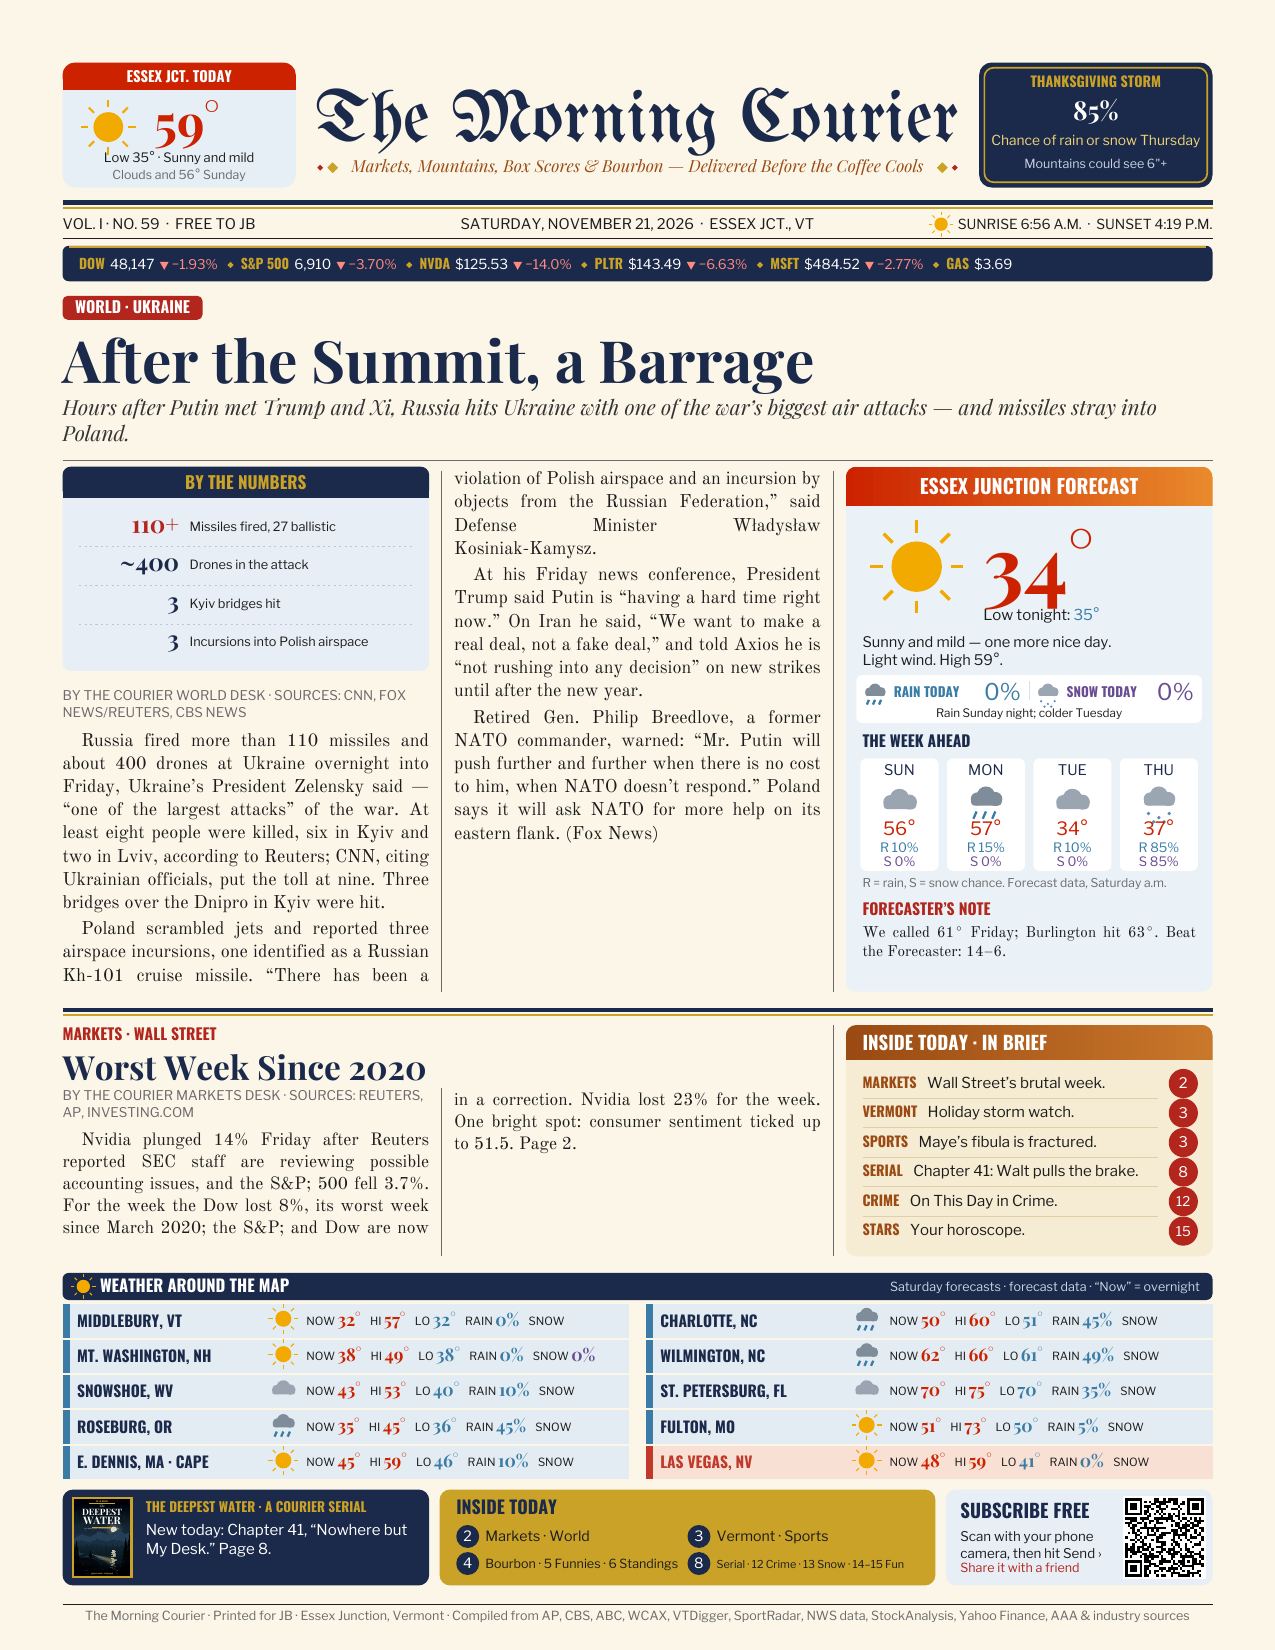 ESSEX JCT. TODAY
59°
Low 35° · Sunny and mild
Clouds and 56° Sunday
The Morning Courier
Markets, Mountains, Box Scores & Bourbon — Delivered Before the Coffee Cools
THANKSGIVING STORM
85%
Chance of rain or snow Thursday
Mountains could see 6"+
VOL. I · NO. 59 · FREE TO JB
SATURDAY, NOVEMBER 21, 2026 · ESSEX JCT., VT
SUNRISE 6:56 A.M. · SUNSET 4:19 P.M.
DOW 48,147 ▼ −1.93% ◆ S&P 500 6,910 ▼ −3.70% ◆ NVDA $125.53 ▼ −14.0% ◆ PLTR $143.49 ▼ −6.63% ◆ MSFT $484.52 ▼ −2.77% ◆ GAS $3.69
WORLD · UKRAINE
After the Summit, a Barrage
Hours after Putin met Trump and Xi, Russia hits Ukraine with one of the war’s biggest air attacks — and missiles stray into
Poland.
BY THE NUMBERS
110+ Missiles fired, 27 ballistic
~400 Drones in the attack
3 Kyiv bridges hit
3 Incursions into Polish airspace
BY THE COURIER WORLD DESK · SOURCES: CNN, FOX
NEWS/REUTERS, CBS NEWS
Russia fired more than 110 missiles and
about 400 drones at Ukraine overnight into
Friday, Ukraine’s President Zelensky said —
“one of the largest attacks” of the war. At
least eight people were killed, six in Kyiv and
two in Lviv, according to Reuters; CNN, citing
Ukrainian officials, put the toll at nine. Three
bridges over the Dnipro in Kyiv were hit.
Poland scrambled jets and reported three
airspace incursions, one identified as a Russian
Kh-101 cruise missile. “There has been a
violation of Polish airspace and an incursion by
objects from the Russian Federation,” said
Defense Minister Władysław
Kosiniak-Kamysz.
At his Friday news conference, President
Trump said Putin is “having a hard time right
now.” On Iran he said, “We want to make a
real deal, not a fake deal,” and told Axios he is
“not rushing into any decision” on new strikes
until after the new year.
Retired Gen. Philip Breedlove, a former
NATO commander, warned: “Mr. Putin will
push further and further when there is no cost
to him, when NATO doesn’t respond.” Poland
says it will ask NATO for more help on its
eastern flank. (Fox News)
ESSEX JUNCTION FORECAST
34°
Low tonight: 35°
Sunny and mild — one more nice day.
Light wind. High 59°.
RAIN TODAY 0% SNOW TODAY 0%
Rain Sunday night; colder Tuesday
THE WEEK AHEAD
SUN MON TUE THU
56° 57° 34° 37°
R 10% R 15% R 10% R 85%
S 0% S 0% S 0% S 85%
R = rain, S = snow chance. Forecast data, Saturday a.m.
FORECASTER’S NOTE
We called 61° Friday; Burlington hit 63°. Beat
the Forecaster: 14–6.
MARKETS · WALL STREET
Worst Week Since 2020
BY THE COURIER MARKETS DESK · SOURCES: REUTERS,
AP, INVESTING.COM
Nvidia plunged 14% Friday after Reuters
reported SEC staff are reviewing possible
accounting issues, and the S&P; 500 fell 3.7%.
For the week the Dow lost 8%, its worst week
since March 2020; the S&P; and Dow are now
in a correction. Nvidia lost 23% for the week.
One bright spot: consumer sentiment ticked up
to 51.5. Page 2.
INSIDE TODAY · IN BRIEF
MARKETS Wall Street’s brutal week. 2
VERMONT Holiday storm watch. 3
SPORTS Maye’s fibula is fractured. 3
SERIAL Chapter 41: Walt pulls the brake. 8
CRIME On This Day in Crime. 12
STARS Your horoscope. 15
WEATHER AROUND THE MAP
Saturday forecasts · forecast data · “Now” = overnight
MIDDLEBURY, VT NOW 32° HI 57° LO 32° RAIN 0% SNOW
MT. WASHINGTON, NH NOW 38° HI 49° LO 38° RAIN 0% SNOW 0%
SNOWSHOE, WV NOW 43° HI 53° LO 40° RAIN 10% SNOW
ROSEBURG, OR NOW 35° HI 45° LO 36° RAIN 45% SNOW
E. DENNIS, MA · CAPE NOW 45° HI 59° LO 46° RAIN 10% SNOW
CHARLOTTE, NC NOW 50° HI 60° LO 51° RAIN 45% SNOW
WILMINGTON, NC NOW 62° HI 66° LO 61° RAIN 49% SNOW
ST. PETERSBURG, FL NOW 70° HI 75° LO 70° RAIN 35% SNOW
FULTON, MO NOW 51° HI 73° LO 50° RAIN 5% SNOW
LAS VEGAS, NV NOW 48° HI 59° LO 41° RAIN 0% SNOW
DEEPEST
WATER
THE DEEPEST WATER · A COURIER SERIAL
New today: Chapter 41, “Nowhere but
My Desk.” Page 8.
INSIDE TODAY
2 Markets · World
3 Vermont · Sports
4 Bourbon · 5 Funnies · 6 Standings
8 Serial · 12 Crime · 13 Snow · 14–15 Fun
SUBSCRIBE FREE
Scan with your phone
camera, then hit Send ›
Share it with a friend
The Morning Courier · Printed for JB · Essex Junction, Vermont · Compiled from AP, CBS, ABC, WCAX, VTDigger, SportRadar, NWS data, StockAnalysis, Yahoo Finance, AAA & industry sources